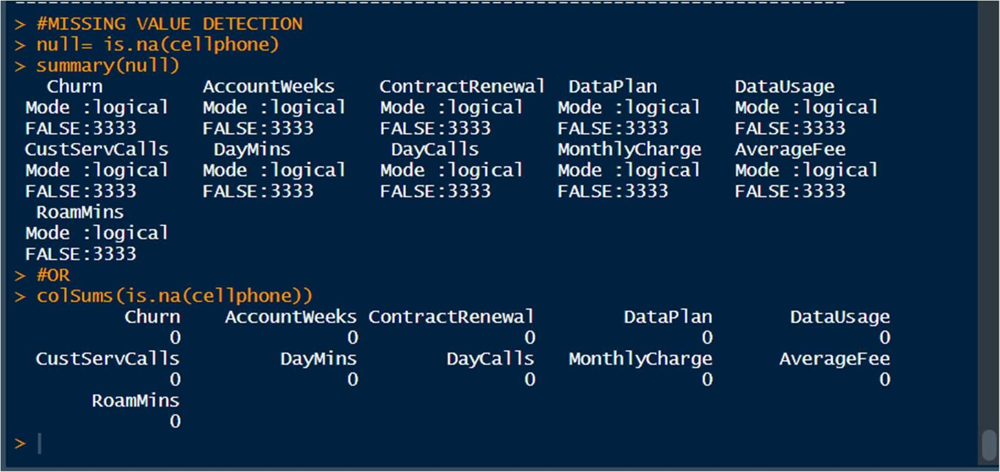 --------------------------------------------------------------------------
> #MISSING VALUE DETECTION
> null= is.na(cellphone)
> summary(null)
   Churn         AccountWeeks    ContractRenewal  DataPlan       DataUsage
 Mode :logical   Mode :logical   Mode :logical   Mode :logical   Mode :logical
 FALSE:3333      FALSE:3333      FALSE:3333      FALSE:3333      FALSE:3333
 CustServCalls    DayMins         DayCalls       MonthlyCharge   AverageFee
 Mode :logical   Mode :logical   Mode :logical   Mode :logical   Mode :logical
 FALSE:3333      FALSE:3333      FALSE:3333      FALSE:3333      FALSE:3333
  RoamMins
 Mode :logical
 FALSE:3333
> #OR
> colSums(is.na(cellphone))
          Churn    AccountWeeks ContractRenewal        DataPlan       DataUsage
              0               0               0               0               0
  CustServCalls         DayMins        DayCalls   MonthlyCharge      AverageFee
              0               0               0               0               0
       RoamMins
              0
>